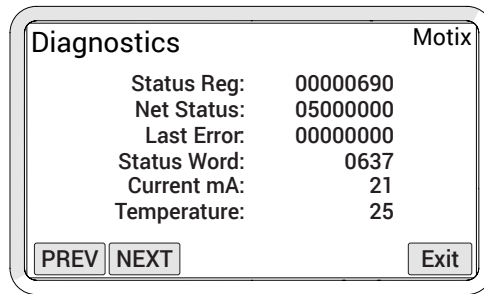 Diagnostics Motix
Status Reg: 00000690
Net Status: 05000000
Last Error: 00000000
Status Word: 0637
Current mA: 21
Temperature: 25
PREV NEXT Exit